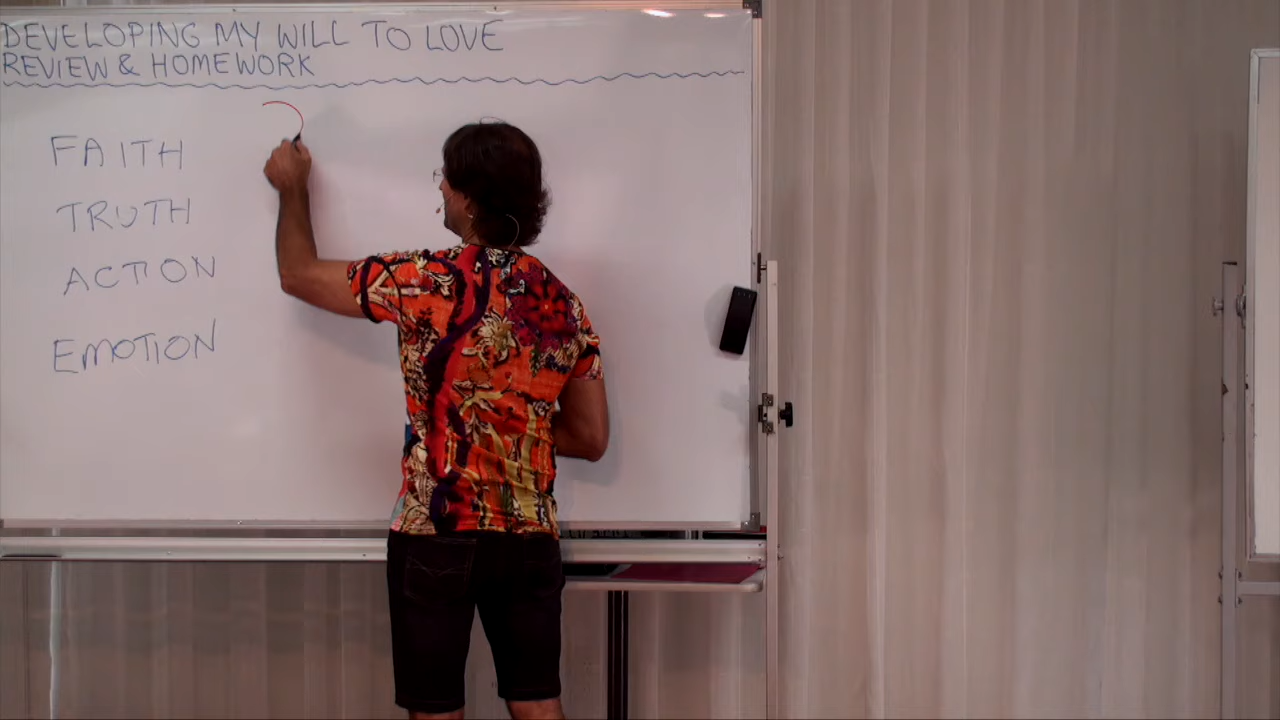 DEVELOPING MY WILL TO LOVE
REVIEW & HOMEWORK
FAITH
TRUTH
ACTION
EMOTION